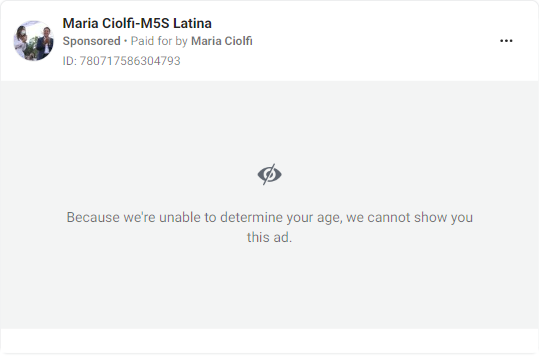 Maria Ciolfi-M5S Latina
Sponsored • Paid for by Maria Ciolfi
ID: 780717586304793
Because we're unable to determine your age, we cannot show you
this ad.